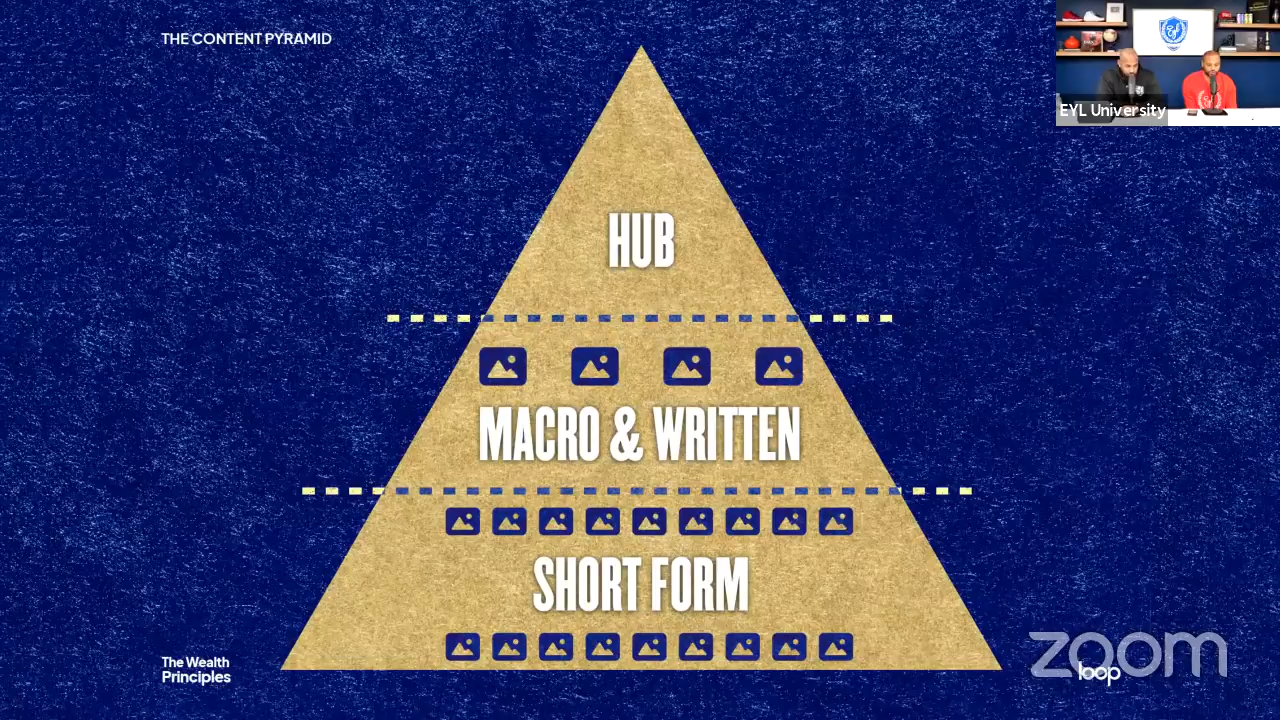 THE CONTENT PYRAMID
EYL University
HUB
MACRO & WRITTEN
SHORT FORM
The Wealth
Principles
zoom
loop